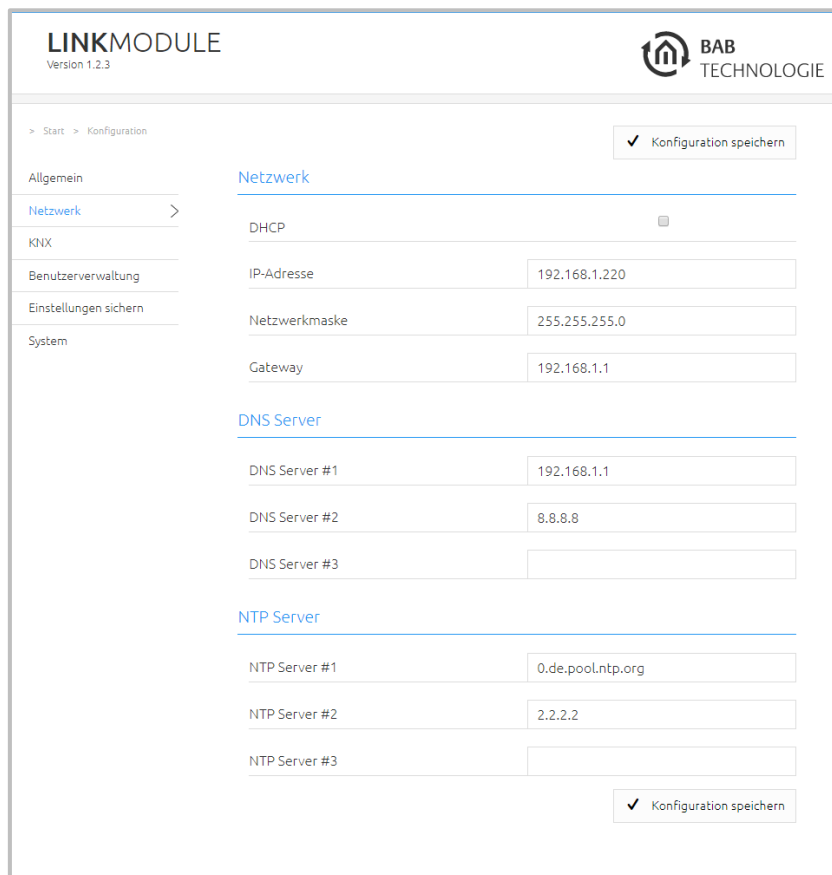 LINKMODULE
Version 1.2.3
BAB
TECHNOLOGIE
> Start > Konfiguration
Konfiguration speichern
Allgemein
Netzwerk
KNX
Benutzerverwaltung
Einstellungen sichern
System
Netzwerk
DHCP
IP-Adresse 192.168.1.220
Netzwerkmaske 255.255.255.0
Gateway 192.168.1.1
DNS Server
DNS Server #1 192.168.1.1
DNS Server #2 8.8.8.8
DNS Server #3
NTP Server
NTP Server #1 0.de.pool.ntp.org
NTP Server #2 2.2.2.2
NTP Server #3
Konfiguration speichern